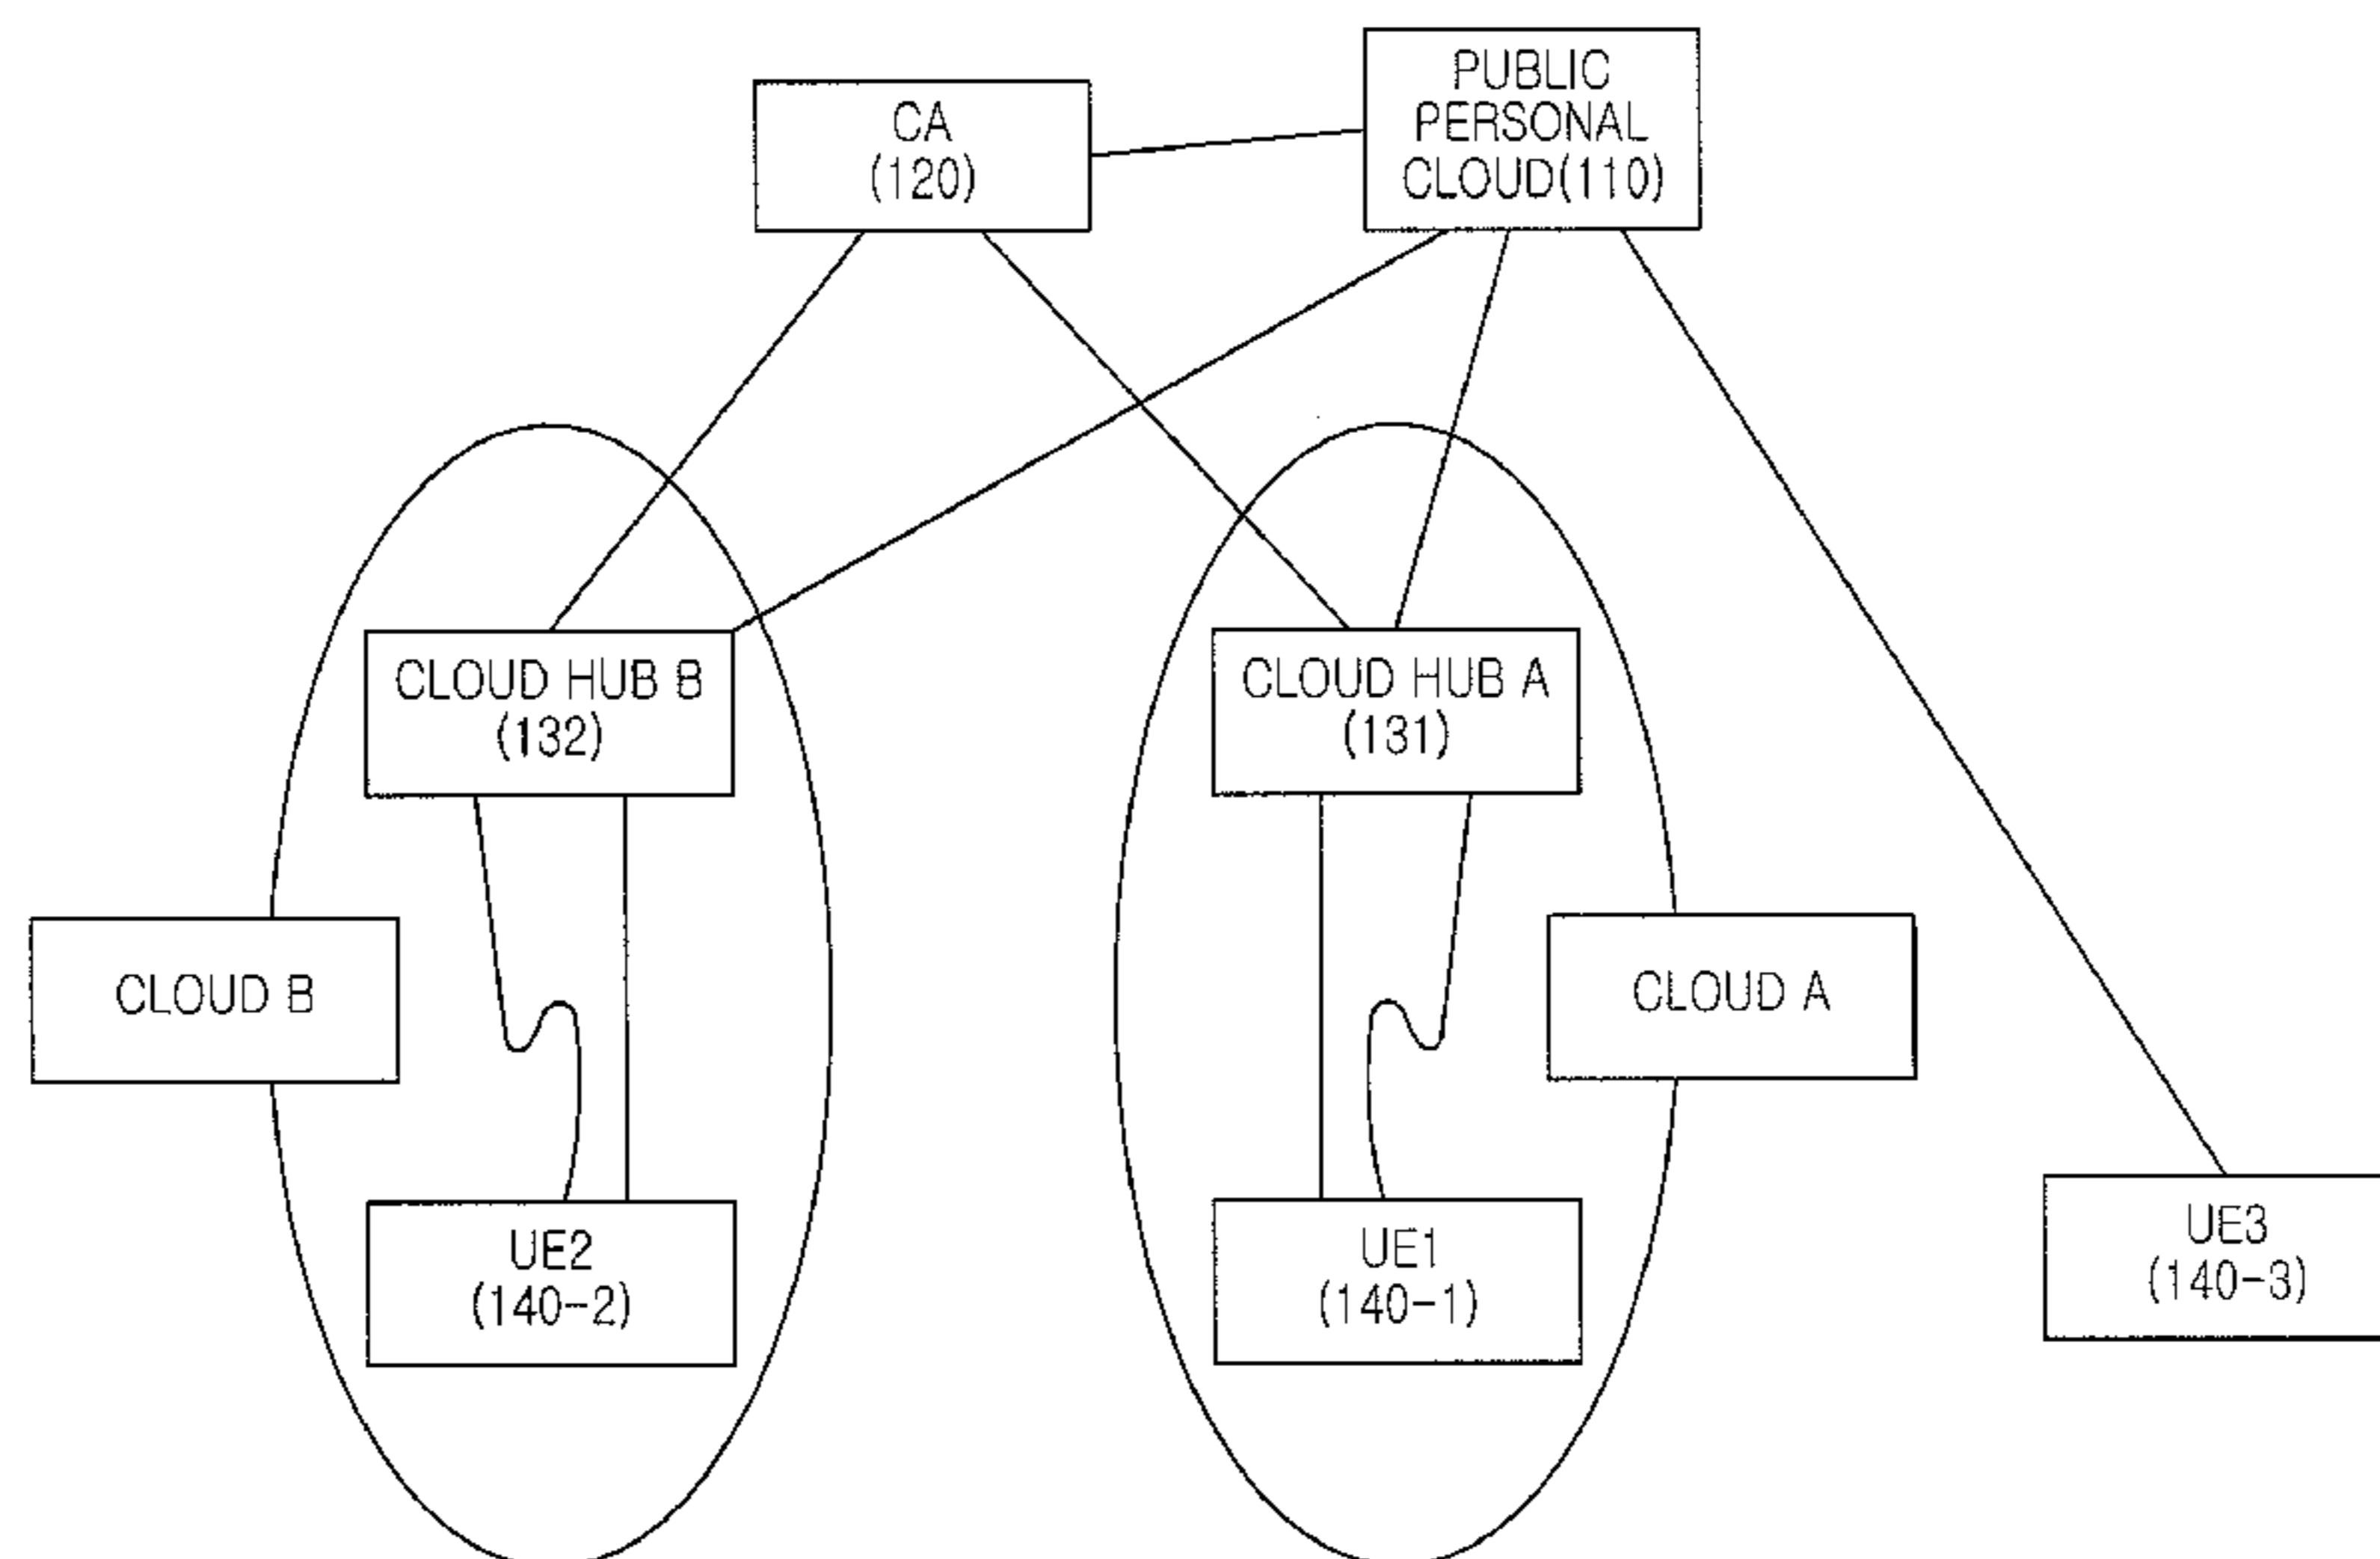 PUBLIC
PERSONAL
CLOUD(110)
CA
(120)
CLOUD HUB B
(132)
CLOUD HUB A
(131)
CLOUD B
CLOUD A
UE2
(140-2)
UE1
(140-1)
UE3
(140-3)